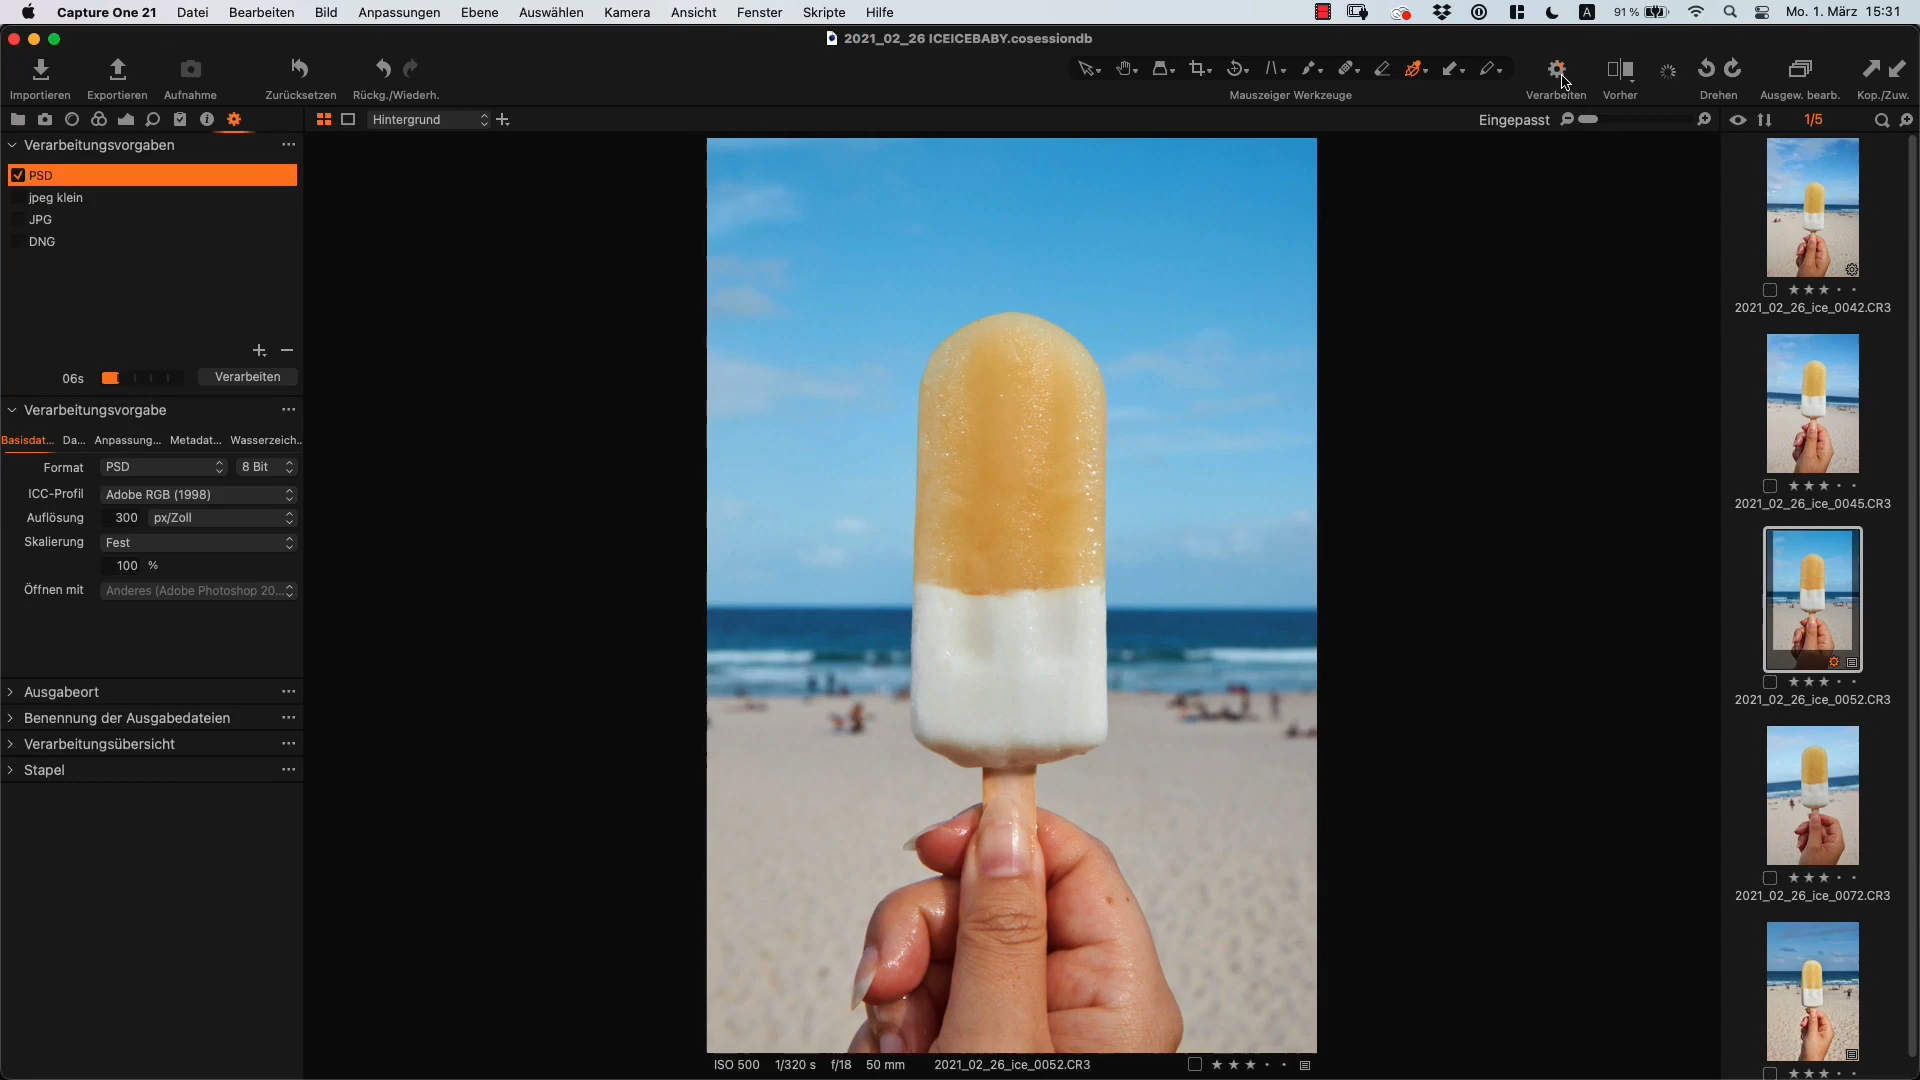 Capture One 21 Datei Bearbeiten Bild Anpassungen Ebene Auswählen Kamera Ansicht Fenster Skripte Hilfe 91 % A Mo. 1. März 15:31
2021_02_26 ICEICEBABY.cosessiondb
Importieren Exportieren Aufnahme Zurücksetzen Rückg./Wiederh. Mauszeiger Werkzeuge Verarbeiten Vorher Drehen Ausgew. bearb. Kop./Zuw.
Hintergrund Eingepasst 1/5
Verarbeitungsvorgaben
PSD
jpeg klein
JPG
DNG
06s Verarbeiten
Verarbeitungsvorgabe
Basisdat... Da... Anpassung... Metadat... Wasserzeich..
Format PSD 8 Bit
ICC-Profil Adobe RGB (1998)
Auflösung 300 px/Zoll
Skalierung Fest
100 %
Öffnen mit Anderes (Adobe Photoshop 20...
Ausgabeort
Benennung der Ausgabedateien
Verarbeitungsübersicht
Stapel
ISO 500 1/320 s f/18 50 mm 2021_02_26_ice_0052.CR3
2021_02_26_ice_0042.CR3
2021_02_26_ice_0045.CR3
2021_02_26_ice_0052.CR3
2021_02_26_ice_0072.CR3